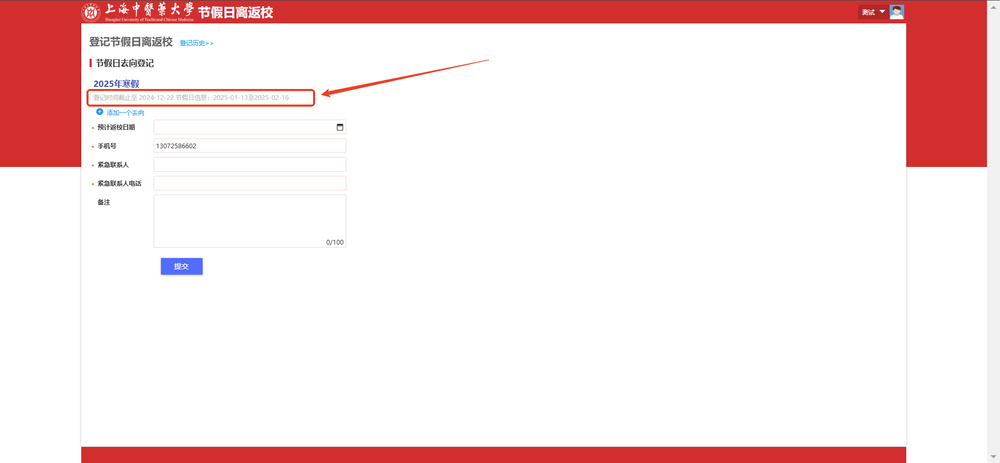 上海中醫藥大學
Shanghai University of Traditional Chinese Medicine
节假日离返校
测试
登记节假日离返校 登记历史>>
节假日去向登记
2025年寒假
登记时间截止至 2024-12-22 节假日信息：2025-01-13至2025-02-16
添加一个去向
* 预计返校日期
* 手机号 13072586602
* 紧急联系人
* 紧急联系人电话
备注
0/100
提交